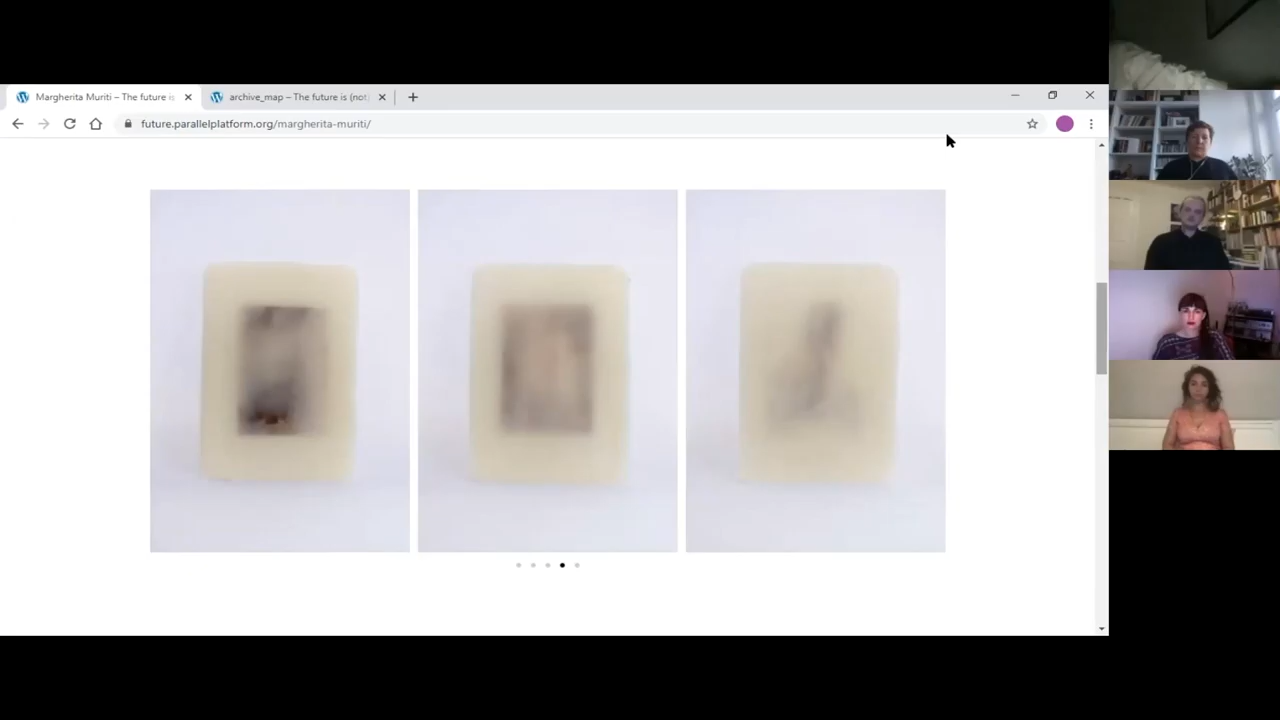 Margherita Muriti – The future is
archive_map – The future is (not
future.parallelplatform.org/margherita-muriti/